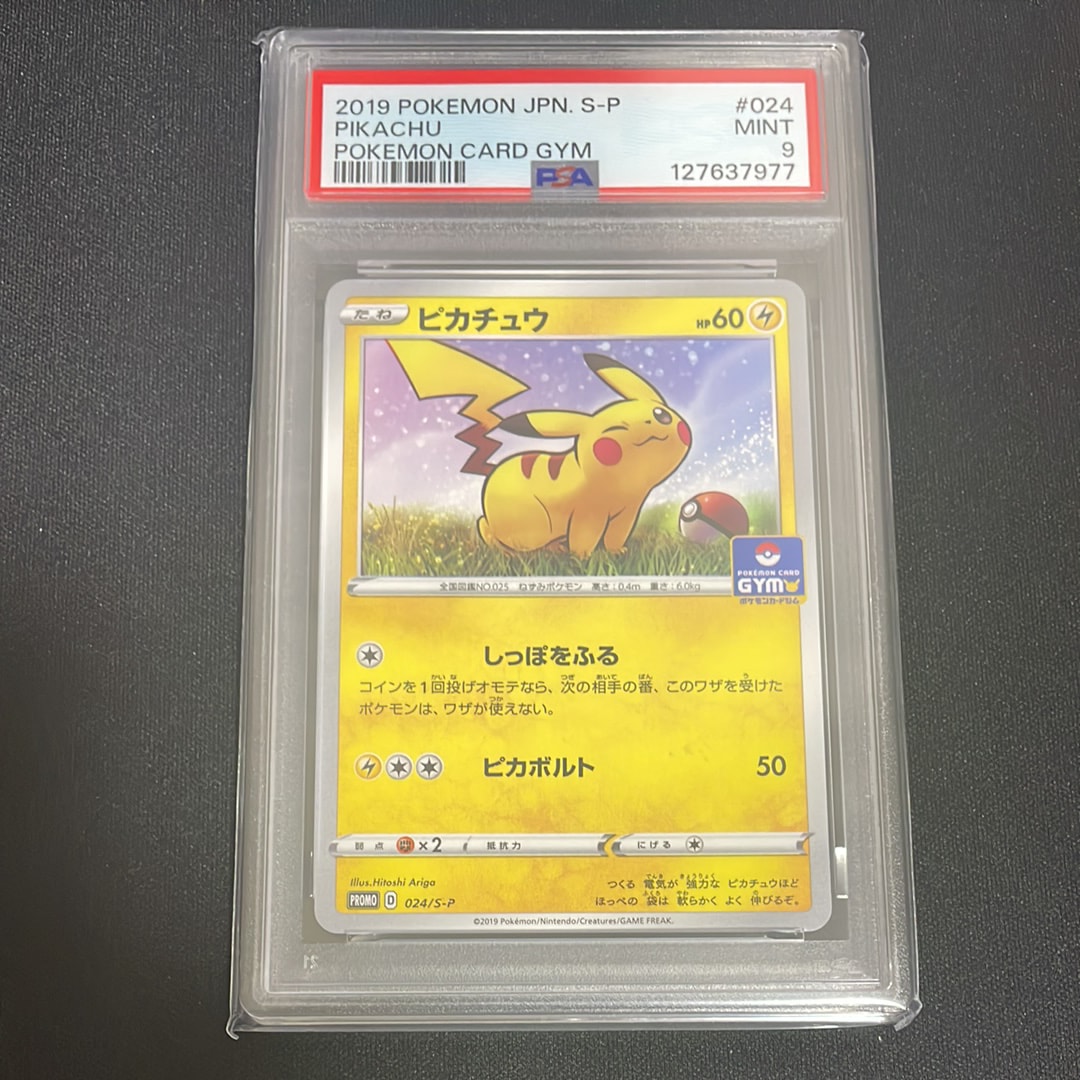 2019 POKEMON JPN. S-P #024
PIKACHU MINT
POKEMON CARD GYM 9
PSA 127637977
たね ピカチュウ HP60
POKÉMON CARD
GYM
ポケモンカードジム
全国図鑑NO.025 ねずみポケモン 高さ:0.4m 重さ:6.0kg
しっぽをふる
コインを1回投げオモテなら、次の相手の番、このワザを受けた
ポケモンは、ワザが使えない。
ピカボルト 50
弱点 ×2 抵抗力 にげる
Illus.Hitoshi Ariga
PROMO D 024/S-P
つくる 電気が 強力な ピカチュウほど
ほっぺの 袋は 軟らかく よく 伸びるぞ。
©2019 Pokémon/Nintendo/Creatures/GAME FREAK.